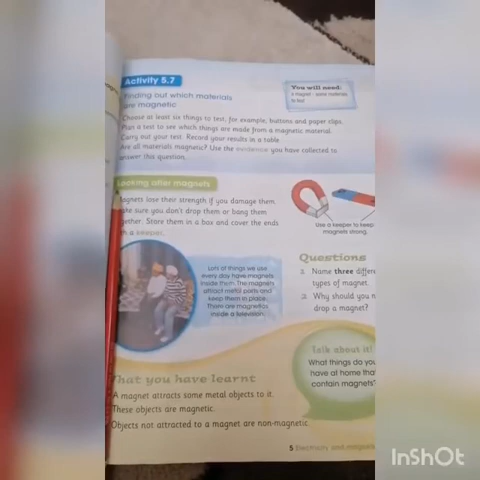 Activity 5.7
Finding out which materials
are magnetic
You will need:
a magnet · some materials
to test
Choose at least six things to test, for example, buttons and paper clips.
Plan a test to see which things are made from a magnetic material.
Carry out your test. Record your results in a table.
Are all materials magnetic? Use the evidence you have collected to
answer this question.
Looking after magnets
Magnets lose their strength if you damage them.
Make sure you don't drop them or bang them
together. Store them in a box and cover the ends
with a keeper.
Use a keeper to keep
magnets strong.
Lots of things we use
every day have magnets
inside them. The magnets
attract metal parts and
keep them in place.
There are magnets
inside a television.
Questions
1. Name three differ
types of magnet.
2. Why should you n
drop a magnet?
Talk about it!
What things do you
have at home tha
contain magnets?
What you have learnt
A magnet attracts some metal objects to it.
These objects are magnetic.
Objects not attracted to a magnet are non-magnetic.
5 Electricity and magnets
InShOt